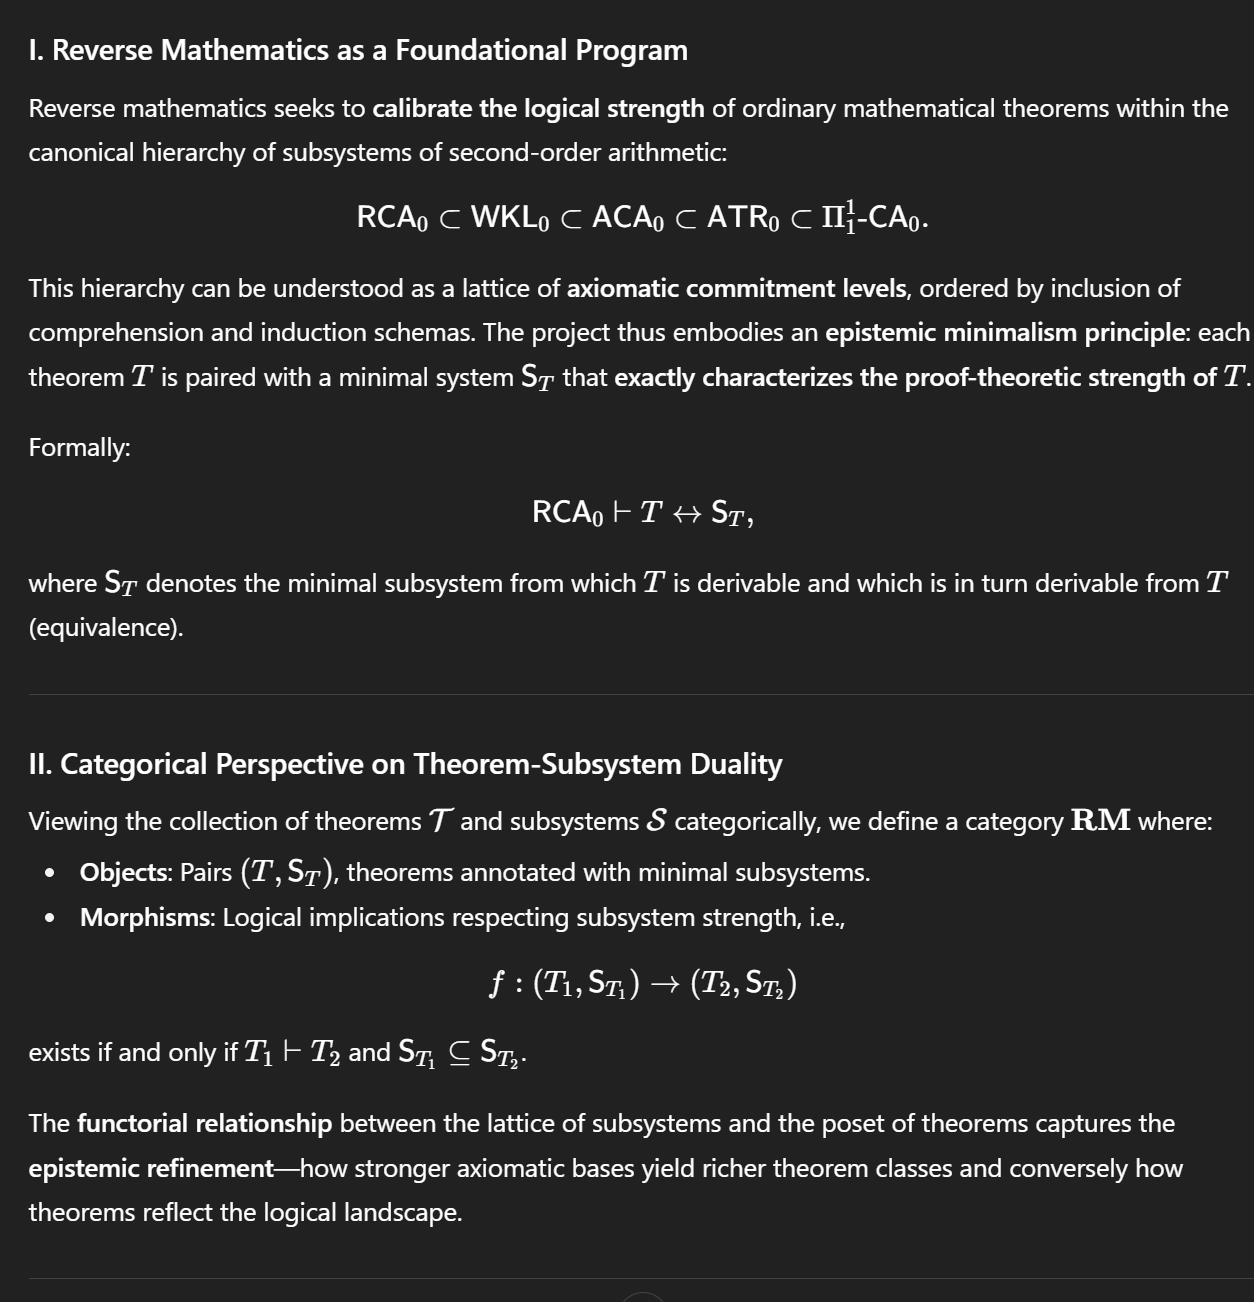 I. Reverse Mathematics as a Foundational Program
Reverse mathematics seeks to calibrate the logical strength of ordinary mathematical theorems within the
canonical hierarchy of subsystems of second-order arithmetic:
RCA₀ ⊂ WKL₀ ⊂ ACA₀ ⊂ ATR₀ ⊂ Π¹₁-CA₀.
This hierarchy can be understood as a lattice of axiomatic commitment levels, ordered by inclusion of
comprehension and induction schemas. The project thus embodies an epistemic minimalism principle: each
theorem T is paired with a minimal system S_T that exactly characterizes the proof-theoretic strength of T.
Formally:
RCA₀ ⊢ T ↔ S_T,
where S_T denotes the minimal subsystem from which T is derivable and which is in turn derivable from T
(equivalence).
II. Categorical Perspective on Theorem-Subsystem Duality
Viewing the collection of theorems 𝒯 and subsystems 𝒮 categorically, we define a category RM where:
• Objects: Pairs (T, S_T), theorems annotated with minimal subsystems.
• Morphisms: Logical implications respecting subsystem strength, i.e.,
f : (T₁, S_T₁) → (T₂, S_T₂)
exists if and only if T₁ ⊢ T₂ and S_T₁ ⊆ S_T₂.
The functorial relationship between the lattice of subsystems and the poset of theorems captures the
epistemic refinement—how stronger axiomatic bases yield richer theorem classes and conversely how
theorems reflect the logical landscape.